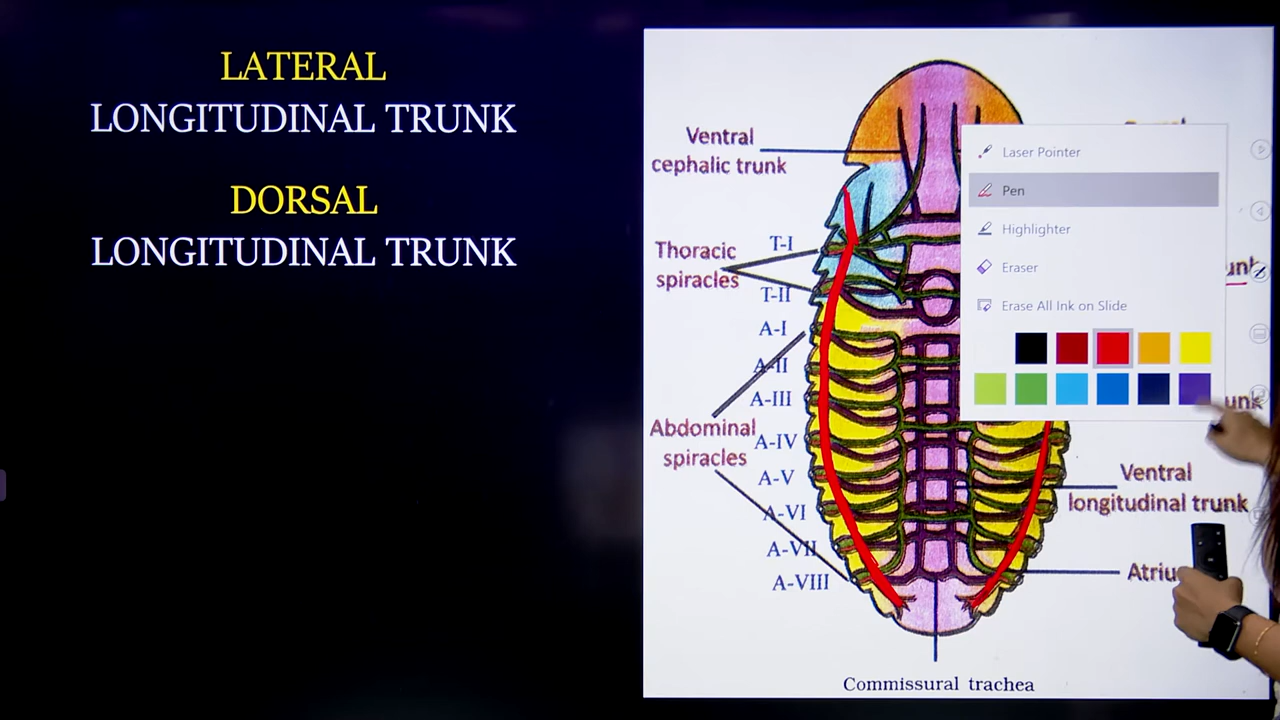 LATERAL
LONGITUDINAL TRUNK
DORSAL
LONGITUDINAL TRUNK
Ventral
cephalic trunk
Thoracic
spiracles
T-I
T-II
A-I
A-II
A-III
Abdominal
spiracles
A-IV
A-V
A-VI
A-VII
A-VIII
Laser Pointer
Pen
Highlighter
Eraser
Erase All Ink on Slide
Ventral
longitudinal trunk
Commissural trachea